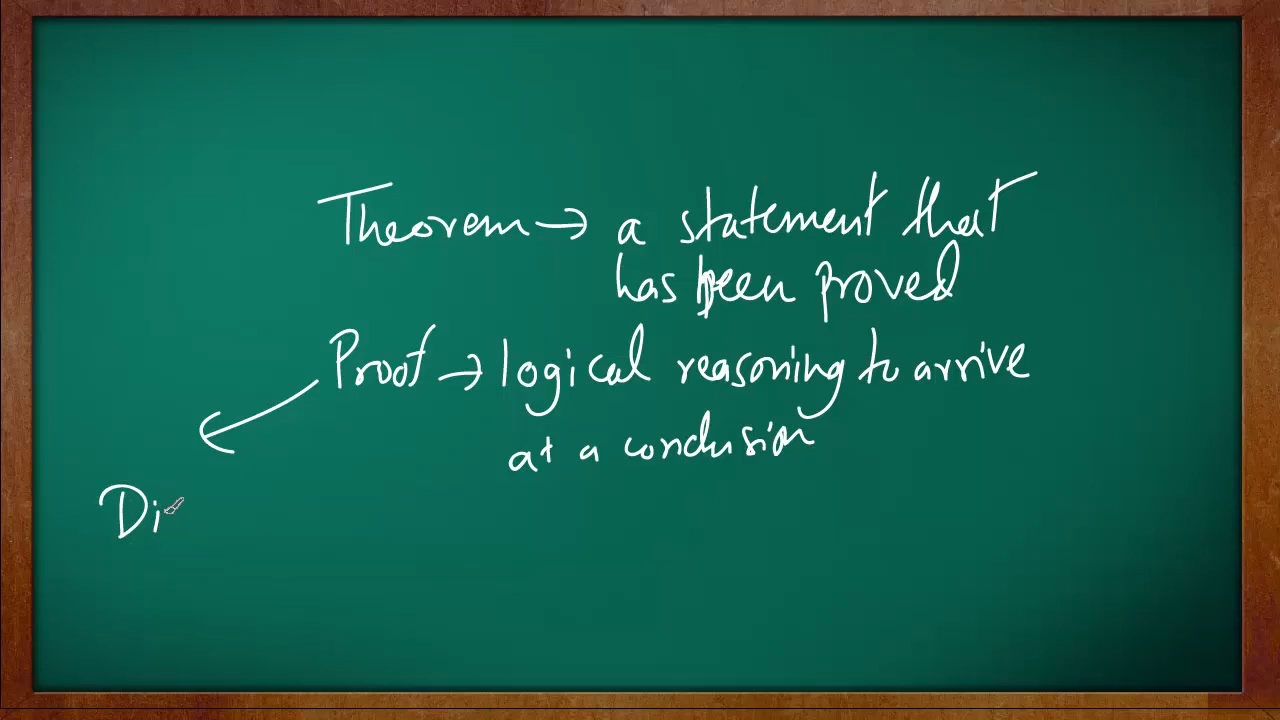 Theorem → a statement that
has been proved
Proof → logical reasoning to arrive
at a conclusion
Di